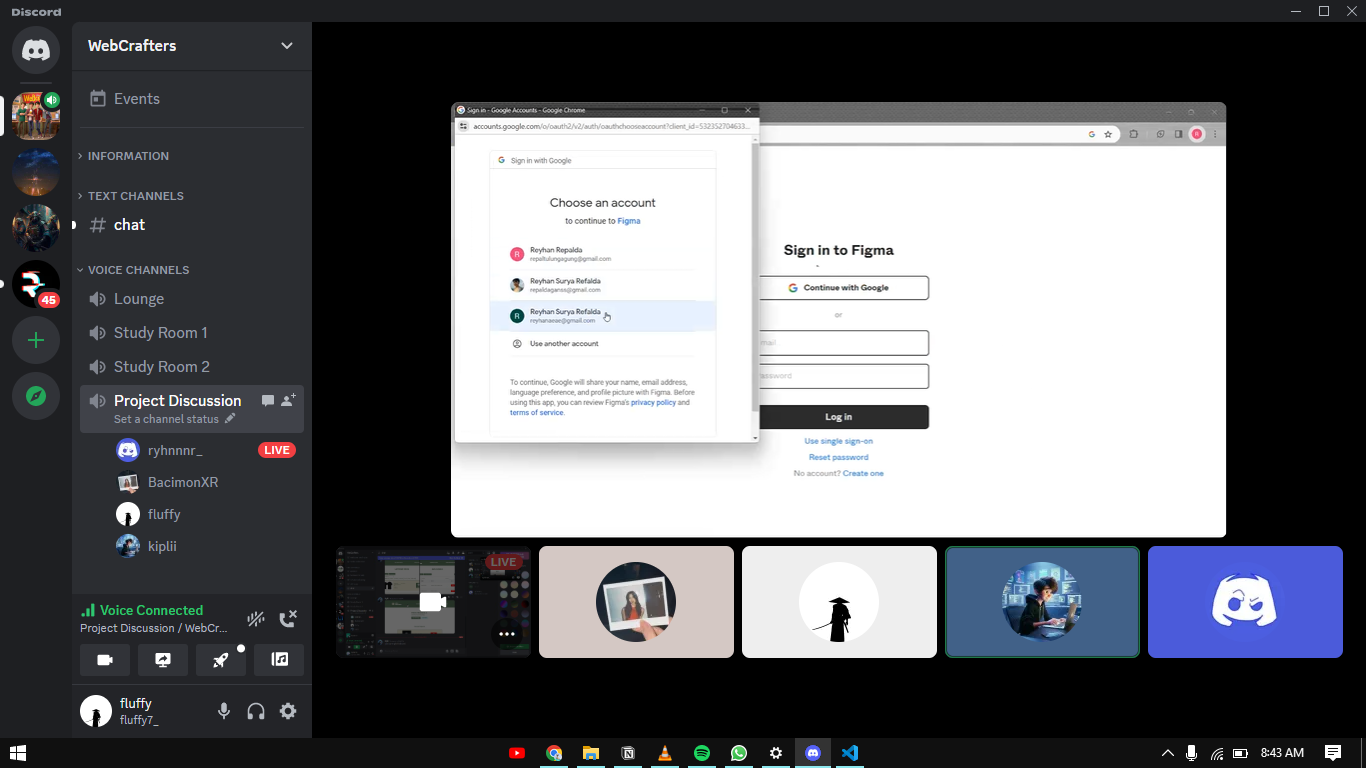 Discord
WebCrafters
Events
INFORMATION
TEXT CHANNELS
chat
VOICE CHANNELS
Lounge
45
Study Room 1
Study Room 2
Project Discussion
Set a channel status
ryhnnnr_
LIVE
BacimonXR
fluffy
kiplii
Voice Connected
Project Discussion / WebCr...
fluffy
fluffy7_
Sign in - Google Accounts - Google Chrome
accounts.google.com/o/oauth2/v2/auth/oauthchooseaccount?client_id=532352704633...
Sign in with Google
Choose an account
to continue to Figma
R
Reyhan Repalda
repaltulungagung@gmail.com
Reyhan Surya Refalda
repaldaganss@gmail.com
R
Reyhan Surya Refalda
reyhanaeae@gmail.com
Use another account
To continue, Google will share your name, email address,
language preference, and profile picture with Figma. Before
using this app, you can review Figma's privacy policy and
terms of service.
R
Sign in to Figma
Continue with Google
or
mail
assword
Log in
Use single sign-on
Reset password
No account? Create one
LIVE
8:43 AM